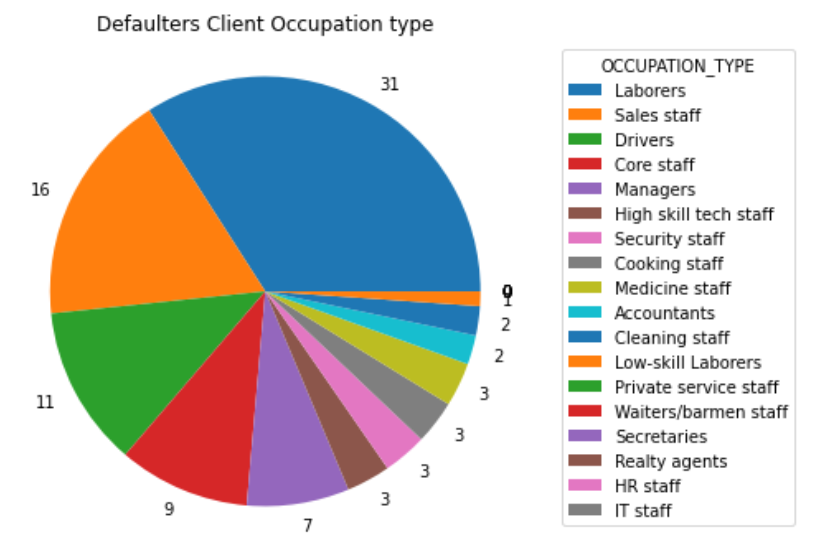 Defaulters Client Occupation type
31
16
11
9
7
3
3
3
3
2
2
1
0
OCCUPATION_TYPE
Laborers
Sales staff
Drivers
Core staff
Managers
High skill tech staff
Security staff
Cooking staff
Medicine staff
Accountants
Cleaning staff
Low-skill Laborers
Private service staff
Waiters/barmen staff
Secretaries
Realty agents
HR staff
IT staff